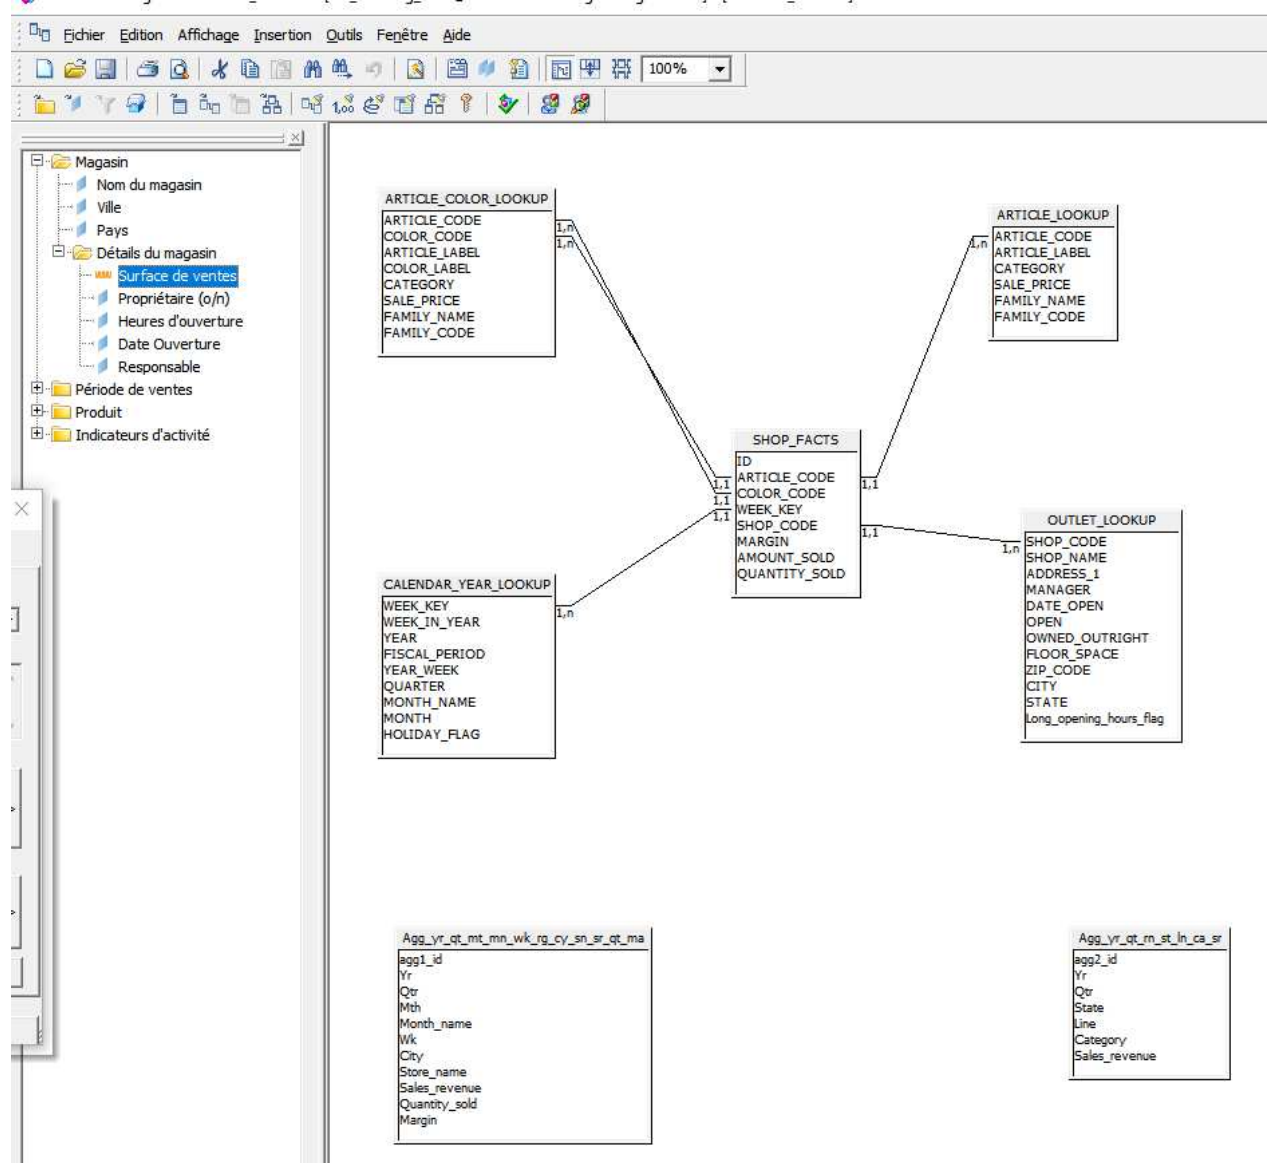 Fichier Edition Affichage Insertion Outils Fenêtre Aide
100%
1,00
Magasin
Nom du magasin
Ville
Pays
Détails du magasin
Surface de ventes
Propriétaire (o/n)
Heures d'ouverture
Date Ouverture
Responsable
Période de ventes
Produit
Indicateurs d'activité
ARTICLE_COLOR_LOOKUP
ARTICLE_CODE
COLOR_CODE
ARTICLE_LABEL
COLOR_LABEL
CATEGORY
SALE_PRICE
FAMILY_NAME
FAMILY_CODE
1,n
1,n
ARTICLE_LOOKUP
ARTICLE_CODE
ARTICLE_LABEL
CATEGORY
SALE_PRICE
FAMILY_NAME
FAMILY_CODE
1,n
SHOP_FACTS
ID
ARTICLE_CODE
COLOR_CODE
WEEK_KEY
SHOP_CODE
MARGIN
AMOUNT_SOLD
QUANTITY_SOLD
1,1
1,1
1,1
1,1
1,1
CALENDAR_YEAR_LOOKUP
WEEK_KEY
WEEK_IN_YEAR
YEAR
FISCAL_PERIOD
YEAR_WEEK
QUARTER
MONTH_NAME
MONTH
HOLIDAY_FLAG
1,n
OUTLET_LOOKUP
SHOP_CODE
SHOP_NAME
ADDRESS_1
MANAGER
DATE_OPEN
OPEN
OWNED_OUTRIGHT
FLOOR_SPACE
ZIP_CODE
CITY
STATE
Long_opening_hours_flag
1,n
Agg_yr_qt_mt_mn_wk_rg_cy_sn_sr_qt_ma
agg1_id
Yr
Qtr
Mth
Month_name
Wk
City
Store_name
Sales_revenue
Quantity_sold
Margin
Agg_yr_qt_rn_st_ln_ca_sr
agg2_id
Yr
Qtr
State
Line
Category
Sales_revenue